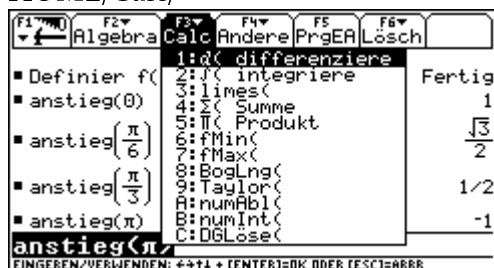 F1 F2 F3 F4 F5 F6
Algebra Calc Andere PrgEA Lösch
1:d( differenziere
2:∫( integriere
3:limes(
4:Σ( Summe
5:Π( Produkt
6:fMin(
7:fMax(
8:BogLng(
9:Taylor(
A:numAbl(
B:numInt(
C:DGLöse(
Definier f( Fertig
anstieg(0) 1
anstieg(π/6) √3/2
anstieg(π/3) 1/2
anstieg(π) -1
anstieg(π
EINGEBEN/VERWENDEN: ←→↑↓ + [ENTER]=OK ODER [ESC]=ABBR